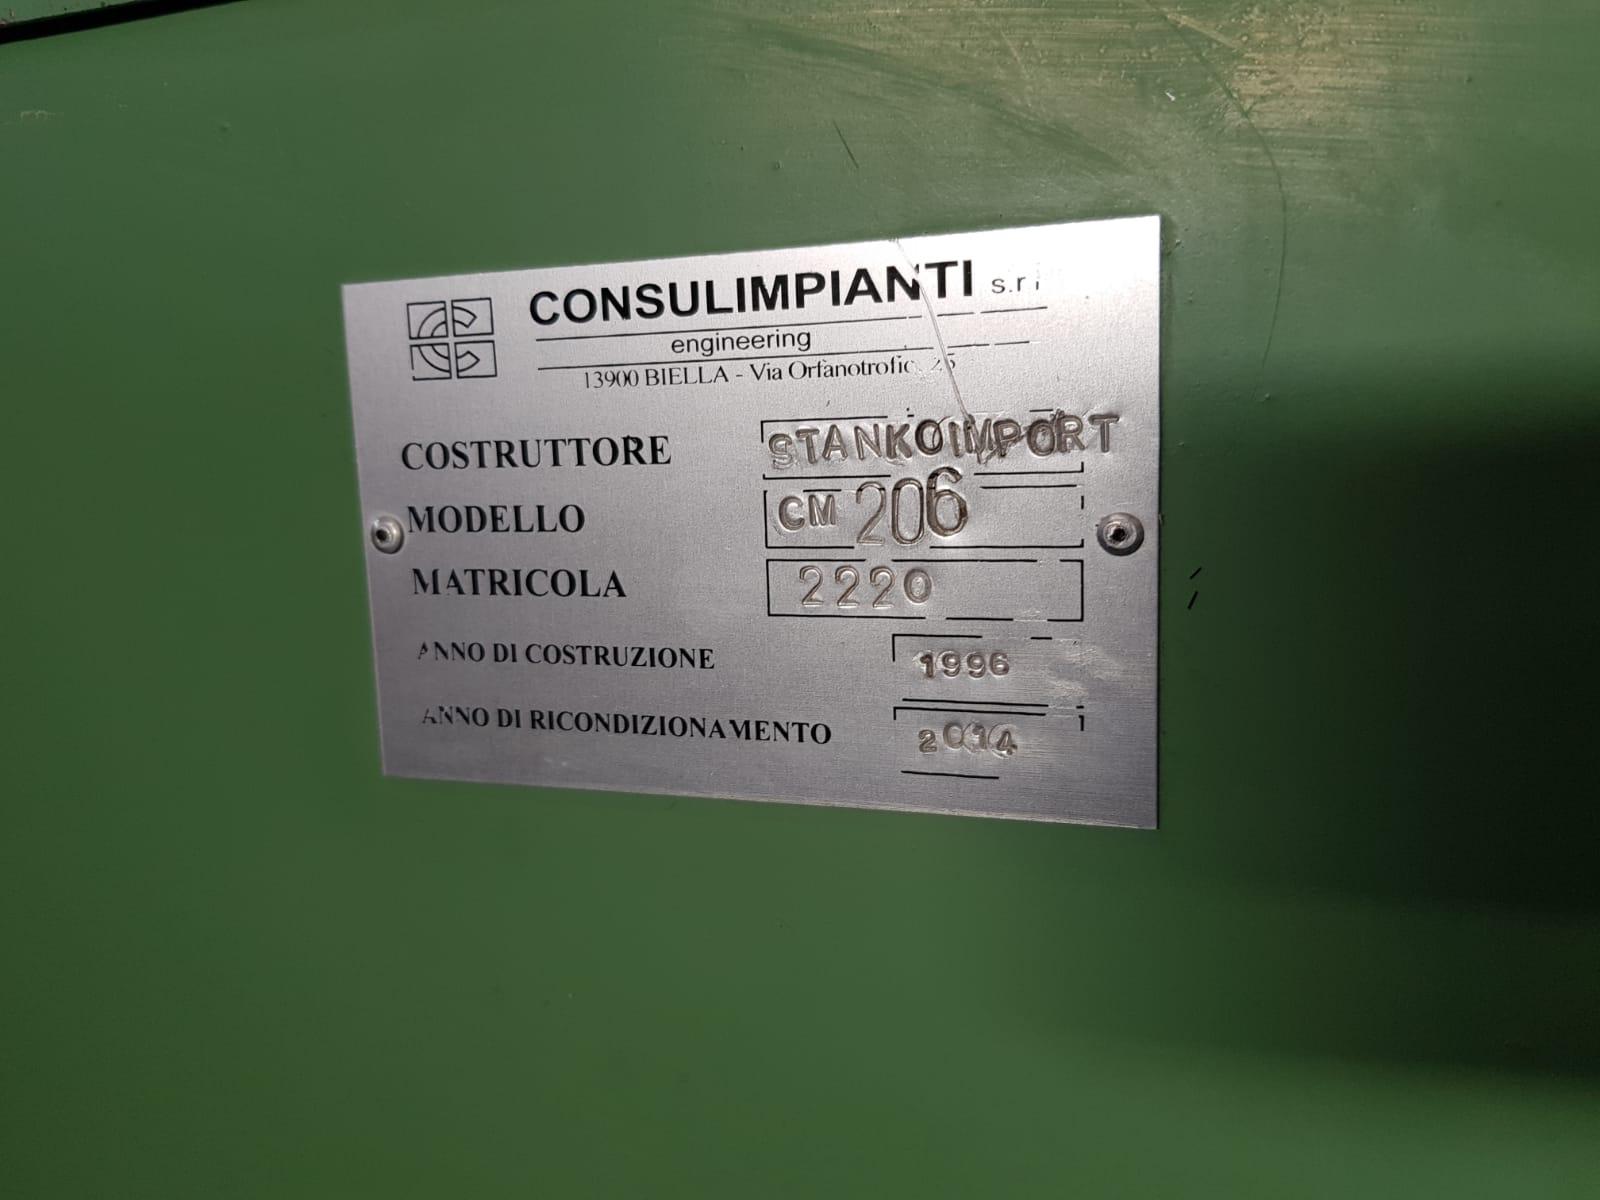 CONSULIMPIANTI s.r.l
engineering
13900 BIELLA - Via Orfanotrofio, 25
COSTRUTTORE STANKOIMPORT
MODELLO CM 206
MATRICOLA 2220
ANNO DI COSTRUZIONE 1996
ANNO DI RICONDIZIONAMENTO 2014